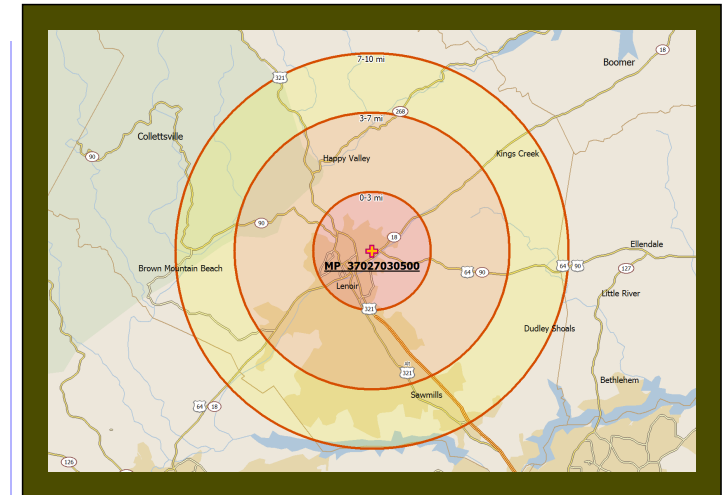 18
Boomer
7-10 mi
321
268
3-7 mi
Collettsville
90
Happy Valley
Kings Creek
0-3 mi
90
18
Ellendale
MP 37027030500
64 90
64 90
127
Brown Mountain Beach
Lenoir
Little River
321
Dudley Shoals
321
Bethlehem
Sawmills
64 18
126